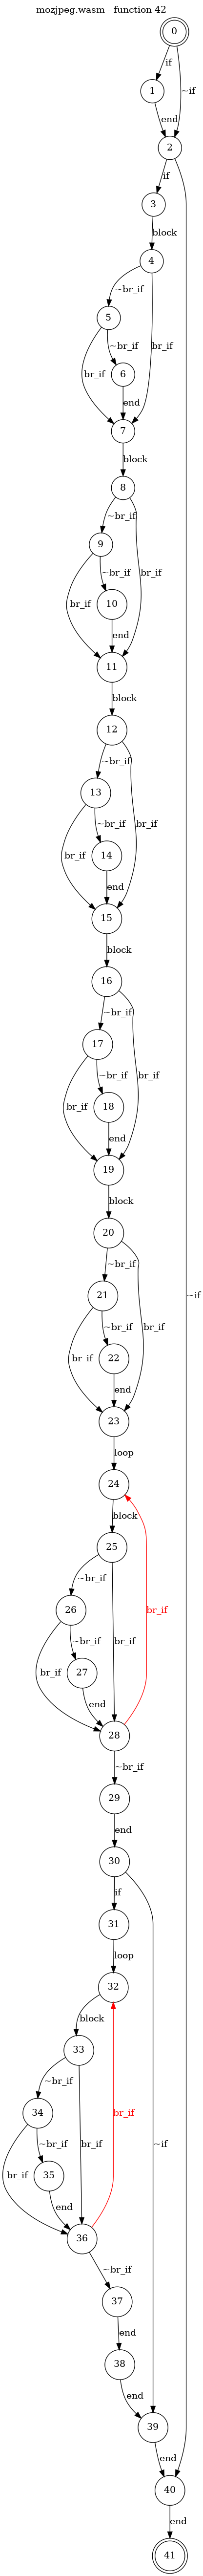 mozjpeg.wasm - function 42
0
if
1
~if
end
2
if
3
block
4
~br_if
5
br_if
~br_if
br_if
6
end
7
block
8
~br_if
9
~br_if
br_if
br_if
10
end
11
block
12
~br_if
13
~br_if
br_if
br_if
14
end
15
block
16
~br_if
17
~br_if
br_if
br_if
18
end
19
block
20
~br_if
21
~if
~br_if
br_if
br_if
22
end
23
loop
24
block
25
~br_if
br_if
26
~br_if
br_if
br_if
27
end
28
~br_if
29
end
30
if
31
loop
32
block
33
~br_if
br_if
34
~br_if
br_if
~if
br_if
35
end
36
~br_if
37
end
38
end
39
end
40
end
41